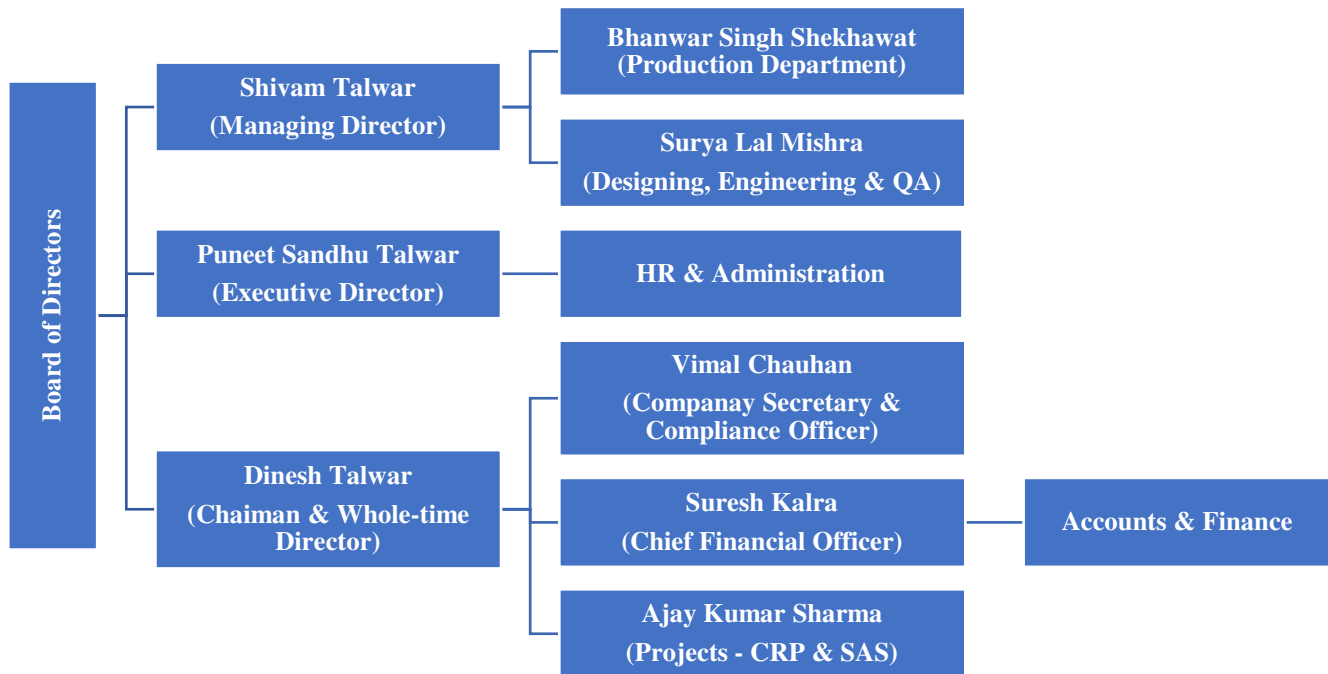 Board of Directors
Shivam Talwar
(Managing Director)
Bhanwar Singh Shekhawat
(Production Department)
Surya Lal Mishra
(Designing, Engineering & QA)
Puneet Sandhu Talwar
(Executive Director)
HR & Administration
Dinesh Talwar
(Chaiman & Whole-time
Director)
Vimal Chauhan
(Companay Secretary &
Compliance Officer)
Suresh Kalra
(Chief Financial Officer)
Accounts & Finance
Ajay Kumar Sharma
(Projects - CRP & SAS)